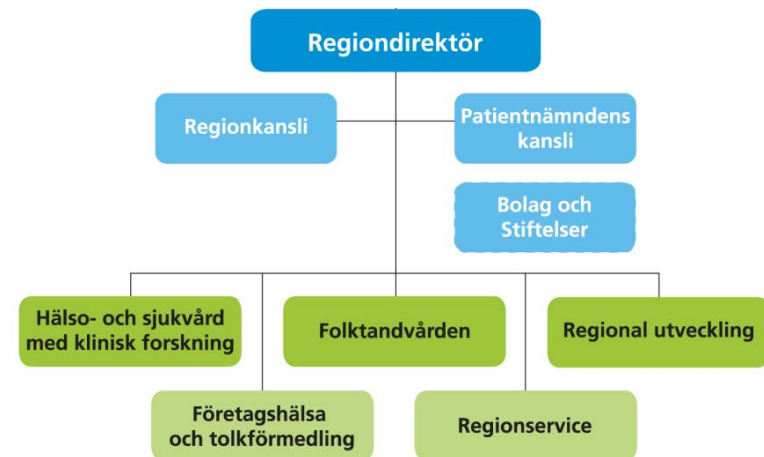 Regiondirektör
Regionkansli
Patientnämndens
kansli
Bolag och
Stiftelser
Hälso- och sjukvård
med klinisk forskning
Folktandvården
Regional utveckling
Företagshälsa
och tolkförmedling
Regionservice